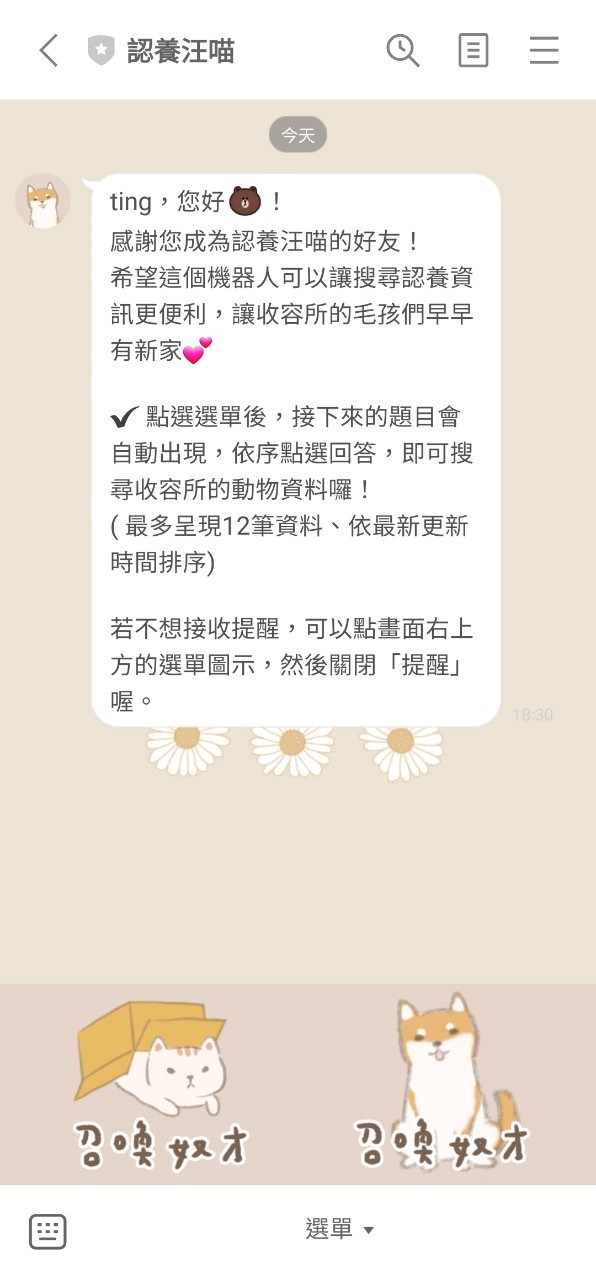 認養汪喵
今天
ting，您好！
感謝您成為認養汪喵的好友！
希望這個機器人可以讓搜尋認養資
訊更便利，讓收容所的毛孩們早早
有新家💕
✔ 點選選單後，接下來的題目會
自動出現，依序點選回答，即可搜
尋收容所的動物資料囉！
( 最多呈現12筆資料、依最新更新
時間排序)
若不想接收提醒，可以點畫面右上
方的選單圖示，然後關閉「提醒」
喔。
18:30
召喚奴才
召喚奴才
選單